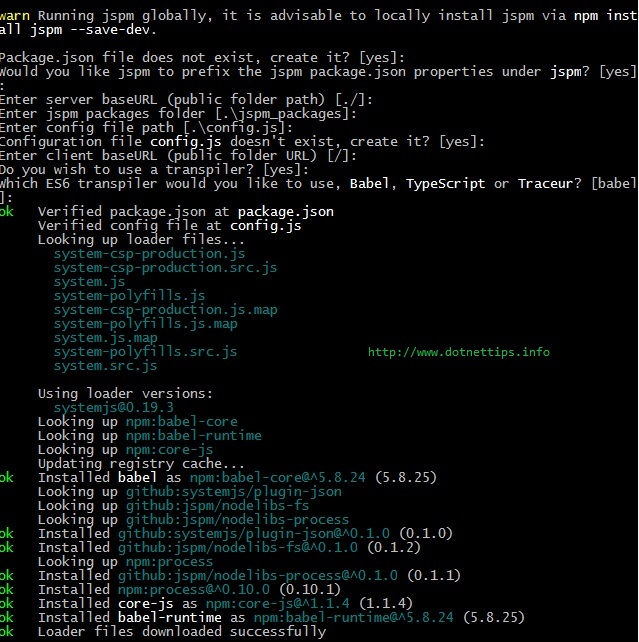 warn Running jspm globally, it is advisable to locally install jspm via npm inst
all jspm --save-dev.
Package.json file does not exist, create it? [yes]:
Would you like jspm to prefix the jspm package.json properties under jspm? [yes]
:
Enter server baseURL (public folder path) [./]:
Enter jspm packages folder [.\jspm_packages]:
Enter config file path [.\config.js]:
Configuration file config.js doesn't exist, create it? [yes]:
Enter client baseURL (public folder URL) [/]:
Do you wish to use a transpiler? [yes]:
Which ES6 transpiler would you like to use, Babel, TypeScript or Traceur? [babel
]:
ok Verified package.json at package.json
Verified config file at config.js
Looking up loader files...
system-csp-production.js
system-csp-production.src.js
system.js
system-polyfills.js
system-csp-production.js.map
system-polyfills.js.map
system.js.map
system-polyfills.src.js
http://www.dotnettips.info
system.src.js
Using loader versions:
systemjs@0.19.3
Looking up npm:babel-core
Looking up npm:babel-runtime
Looking up npm:core-js
Updating registry cache...
ok Installed babel as npm:babel-core@^5.8.24 (5.8.25)
Looking up github:systemjs/plugin-json
Looking up github:jspm/nodelibs-fs
Looking up github:jspm/nodelibs-process
ok Installed github:systemjs/plugin-json@^0.1.0 (0.1.0)
ok Installed github:jspm/nodelibs-fs@^0.1.0 (0.1.2)
Looking up npm:process
ok Installed github:jspm/nodelibs-process@^0.1.0 (0.1.1)
ok Installed npm:process@^0.10.0 (0.10.1)
ok Installed core-js as npm:core-js@^1.1.4 (1.1.4)
ok Installed babel-runtime as npm:babel-runtime@^5.8.24 (5.8.25)
ok Loader files downloaded successfully